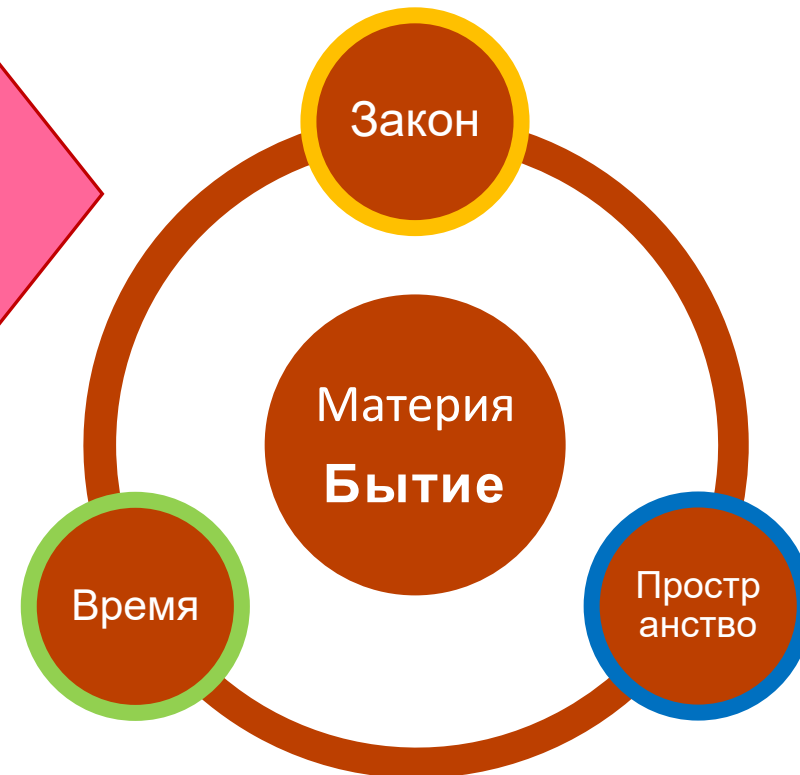 Закон
Материя
Бытие
Время
Простр
анство